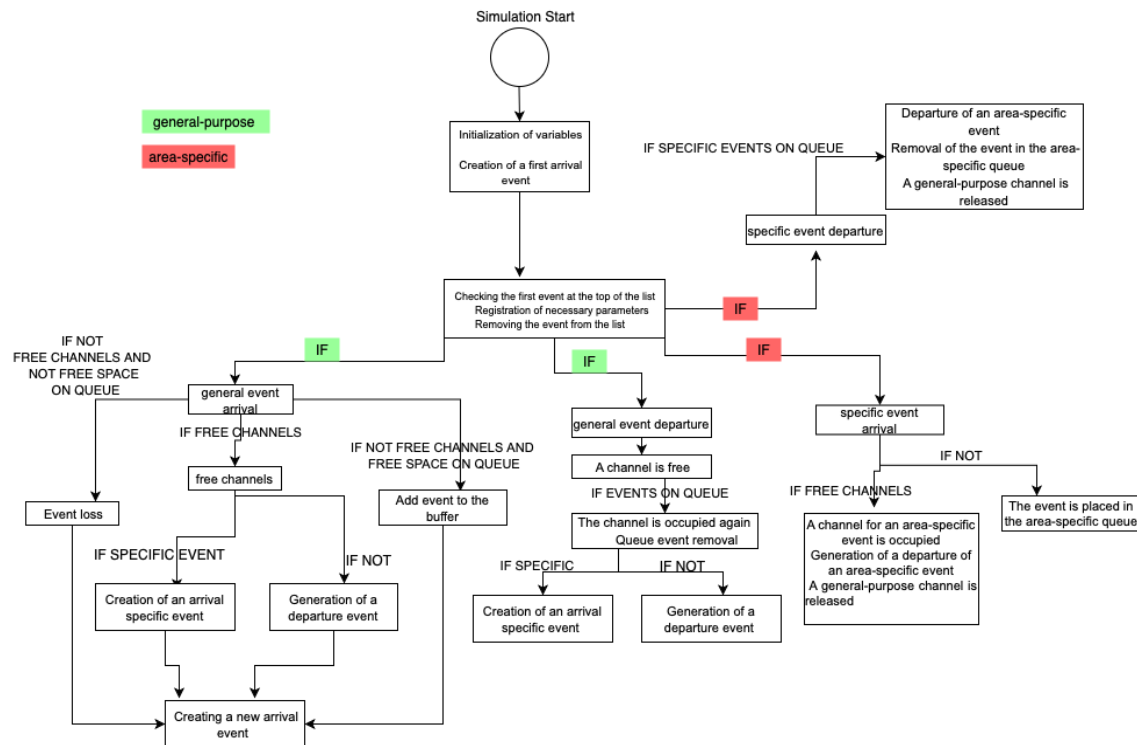 Simulation Start
general-purpose
area-specific
Initialization of variables
Creation of a first arrival
event
IF SPECIFIC EVENTS ON QUEUE
Departure of an area-specific
event
Removal of the event in the area-
specific queue
A general-purpose channel is
released
specific event departure
Checking the first event at the top of the list
Registration of necessary parameters
Removing the event from the list
IF
IF
IF
IF
IF NOT
FREE CHANNELS AND
NOT FREE SPACE
ON QUEUE
general event
arrival
IF FREE CHANNELS
free channels
IF NOT FREE CHANNELS AND
FREE SPACE ON QUEUE
Event loss
Add event to the
buffer
IF SPECIFIC EVENT
IF NOT
Creation of an arrival
specific event
Generation of a
departure event
Creating a new arrival
event
general event departure
A channel is free
IF EVENTS ON QUEUE
The channel is occupied again
Queue event removal
IF SPECIFIC
IF NOT
Creation of an arrival
specific event
Generation of a
departure event
specific event
arrival
IF NOT
IF FREE CHANNELS
The event is placed in
the area-specific queue
A channel for an area-specific
event is occupied
Generation of a departure of
an area-specific event
A general-purpose channel is
released